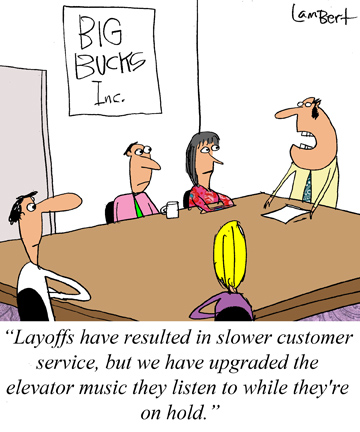 Lambert
BIG
BUCKS
Inc.
“Layoffs have resulted in slower customer
service, but we have upgraded the
elevator music they listen to while they're
on hold.”